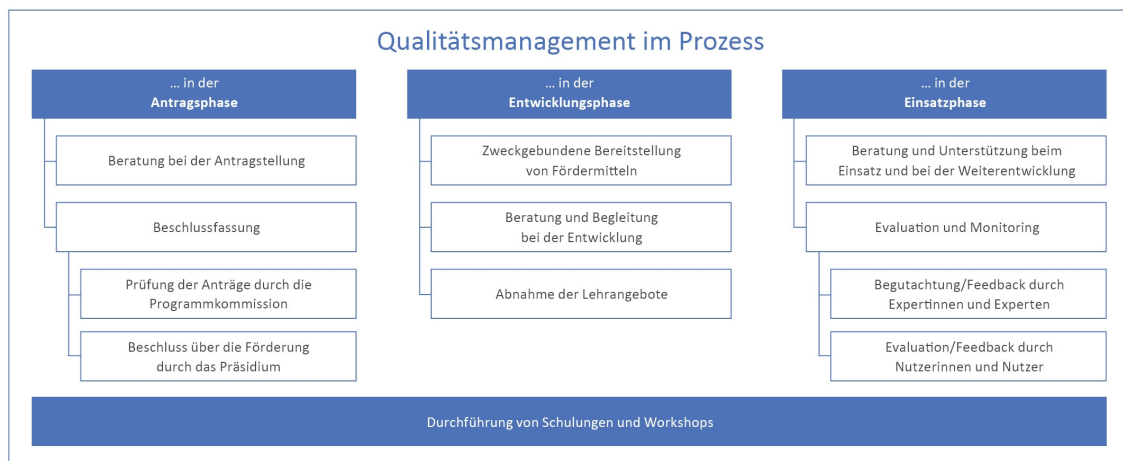 Qualitätsmanagement im Prozess
... in der
Antragsphase
Beratung bei der Antragstellung
Beschlussfassung
Prüfung der Anträge durch die
Programmkommission
Beschluss über die Förderung
durch das Präsidium
... in der
Entwicklungsphase
Zweckgebundene Bereitstellung
von Fördermitteln
Beratung und Begleitung
bei der Entwicklung
Abnahme der Lehrangebote
... in der
Einsatzphase
Beratung und Unterstützung beim
Einsatz und bei der Weiterentwicklung
Evaluation und Monitoring
Begutachtung/Feedback durch
Expertinnen und Experten
Evaluation/Feedback durch
Nutzerinnen und Nutzer
Durchführung von Schulungen und Workshops